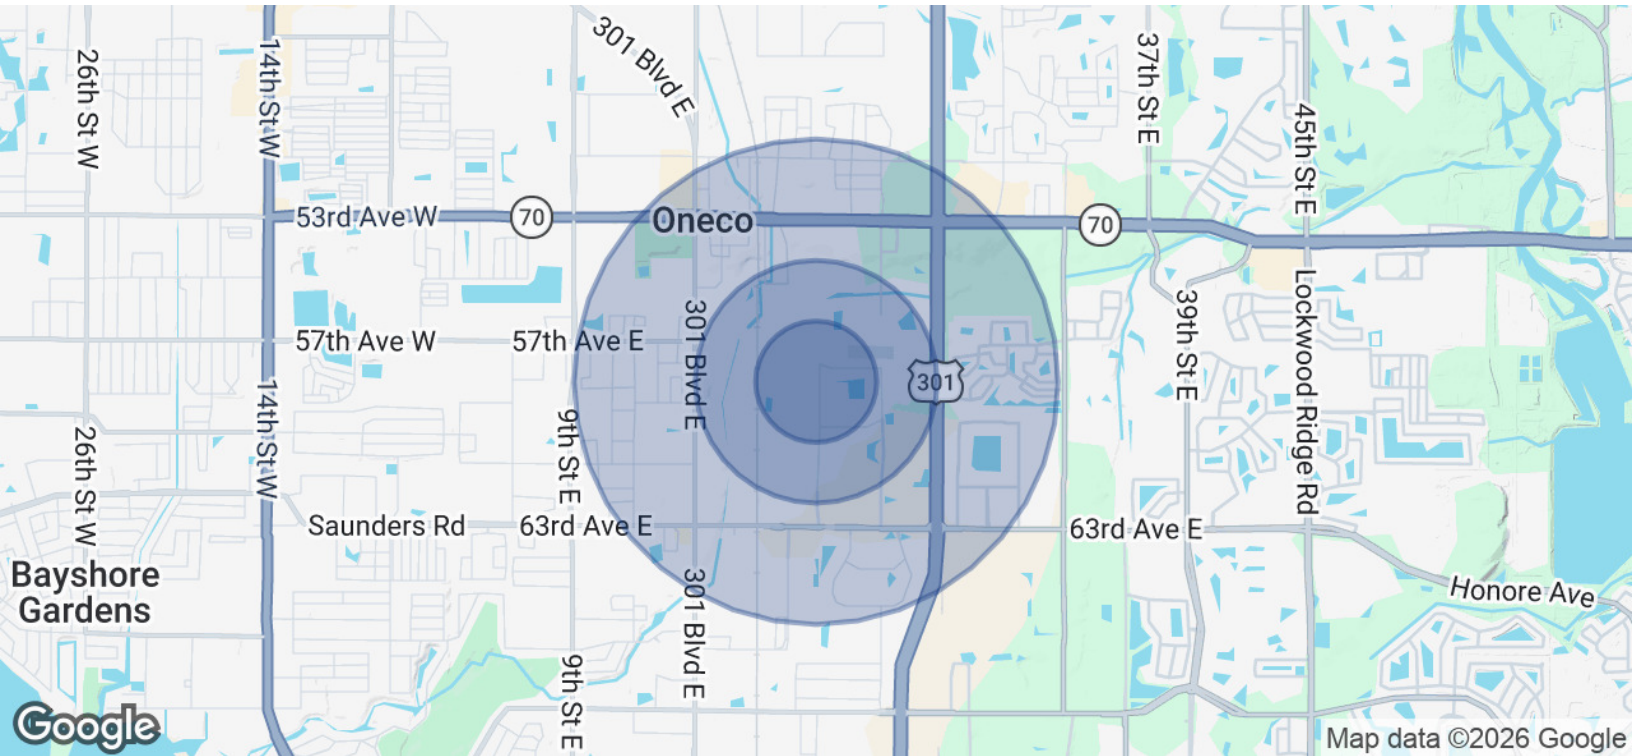 301 Blvd E
26th St W
14th St W
37th St E
45th St E
53rd Ave W
70
Oneco
70
Lockwood Ridge Rd
39th St E
57th Ave W
57th Ave E
301 Blvd E
301
14th St W
9th St E
26th St W
Saunders Rd
63rd Ave E
63rd Ave E
Bayshore
Gardens
301 Blvd E
Honore Ave
9th St E
Google
Map data ©2026 Google